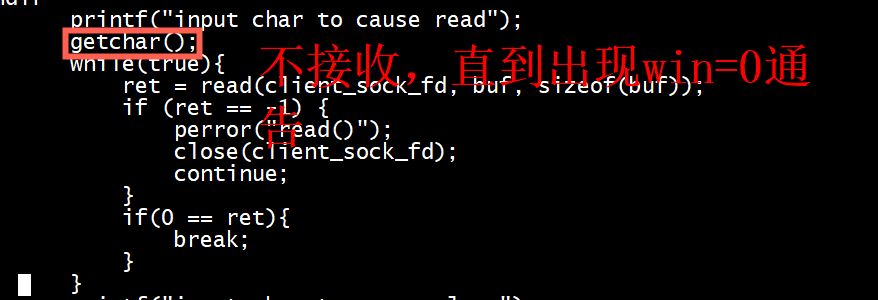 printf("input char to cause read");
getchar();
while(true){
不接收，直到出现win=0通告
ret = read(client_sock_fd, buf, sizeof(buf));
if (ret == -1) {
perror("read()");
close(client_sock_fd);
continue;
}
if(0 == ret){
break;
}
}